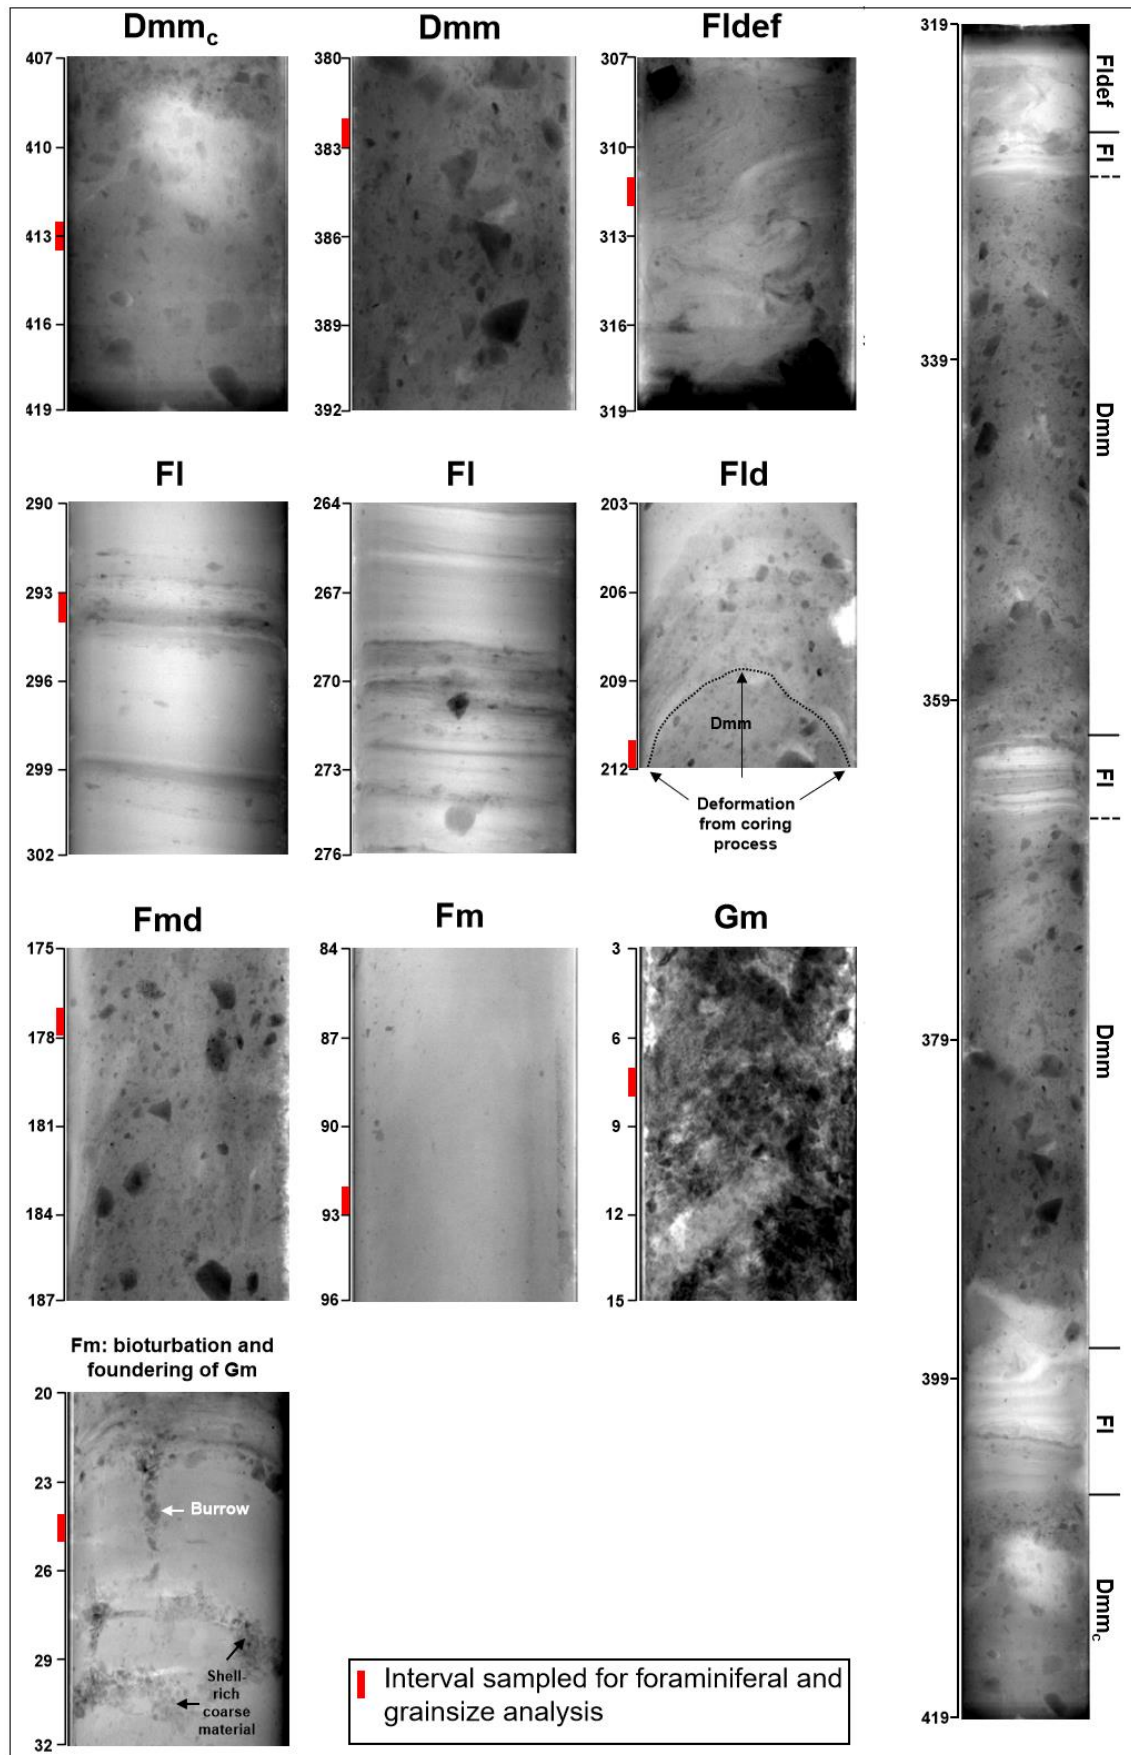 Dmmc
407
410
413
416
419
Dmm
380
383
386
389
392
Fldef
307
310
313
316
319
Fl
290
293
296
299
302
Fl
264
267
270
273
276
Fld
203
206
209
212
Dmm
Deformation
from coring
process
Fmd
175
178
181
184
187
Fm
84
87
90
93
96
Gm
3
6
9
12
15
Fm: bioturbation and
foundering of Gm
20
23
26
29
32
Burrow
Shell-
rich
coarse
material
Interval sampled for foraminiferal and
grainsize analysis
319
339
359
379
399
419
Fldef
Fl
Dmm
Fl
Dmm
Fl
Dmmc